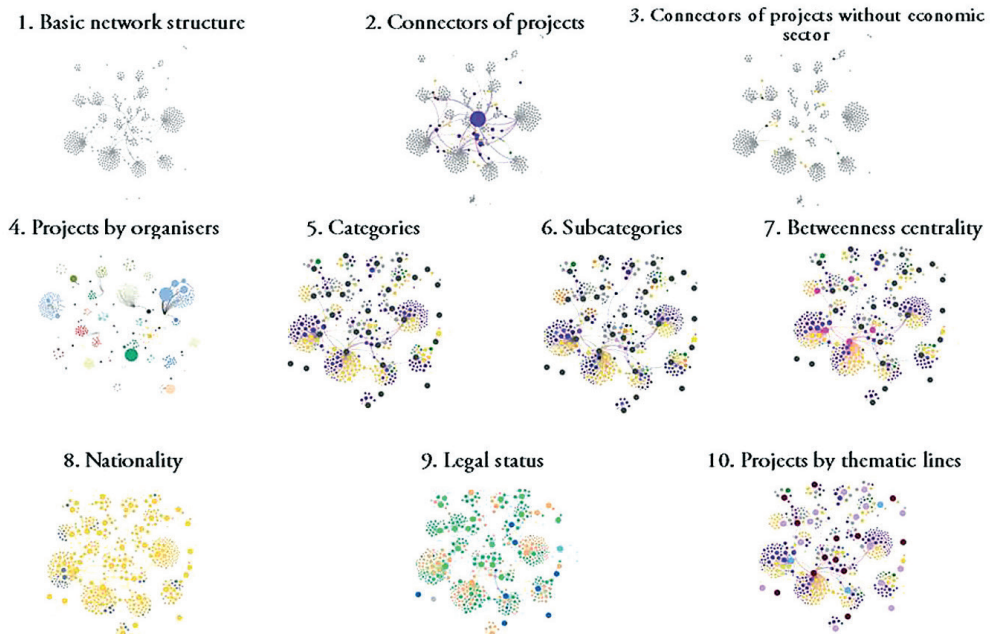 1. Basic network structure
2. Connectors of projects
3. Connectors of projects without economic
sector
4. Projects by organisers
5. Categories
6. Subcategories
7. Betweenness centrality
8. Nationality
9. Legal status
10. Projects by thematic lines